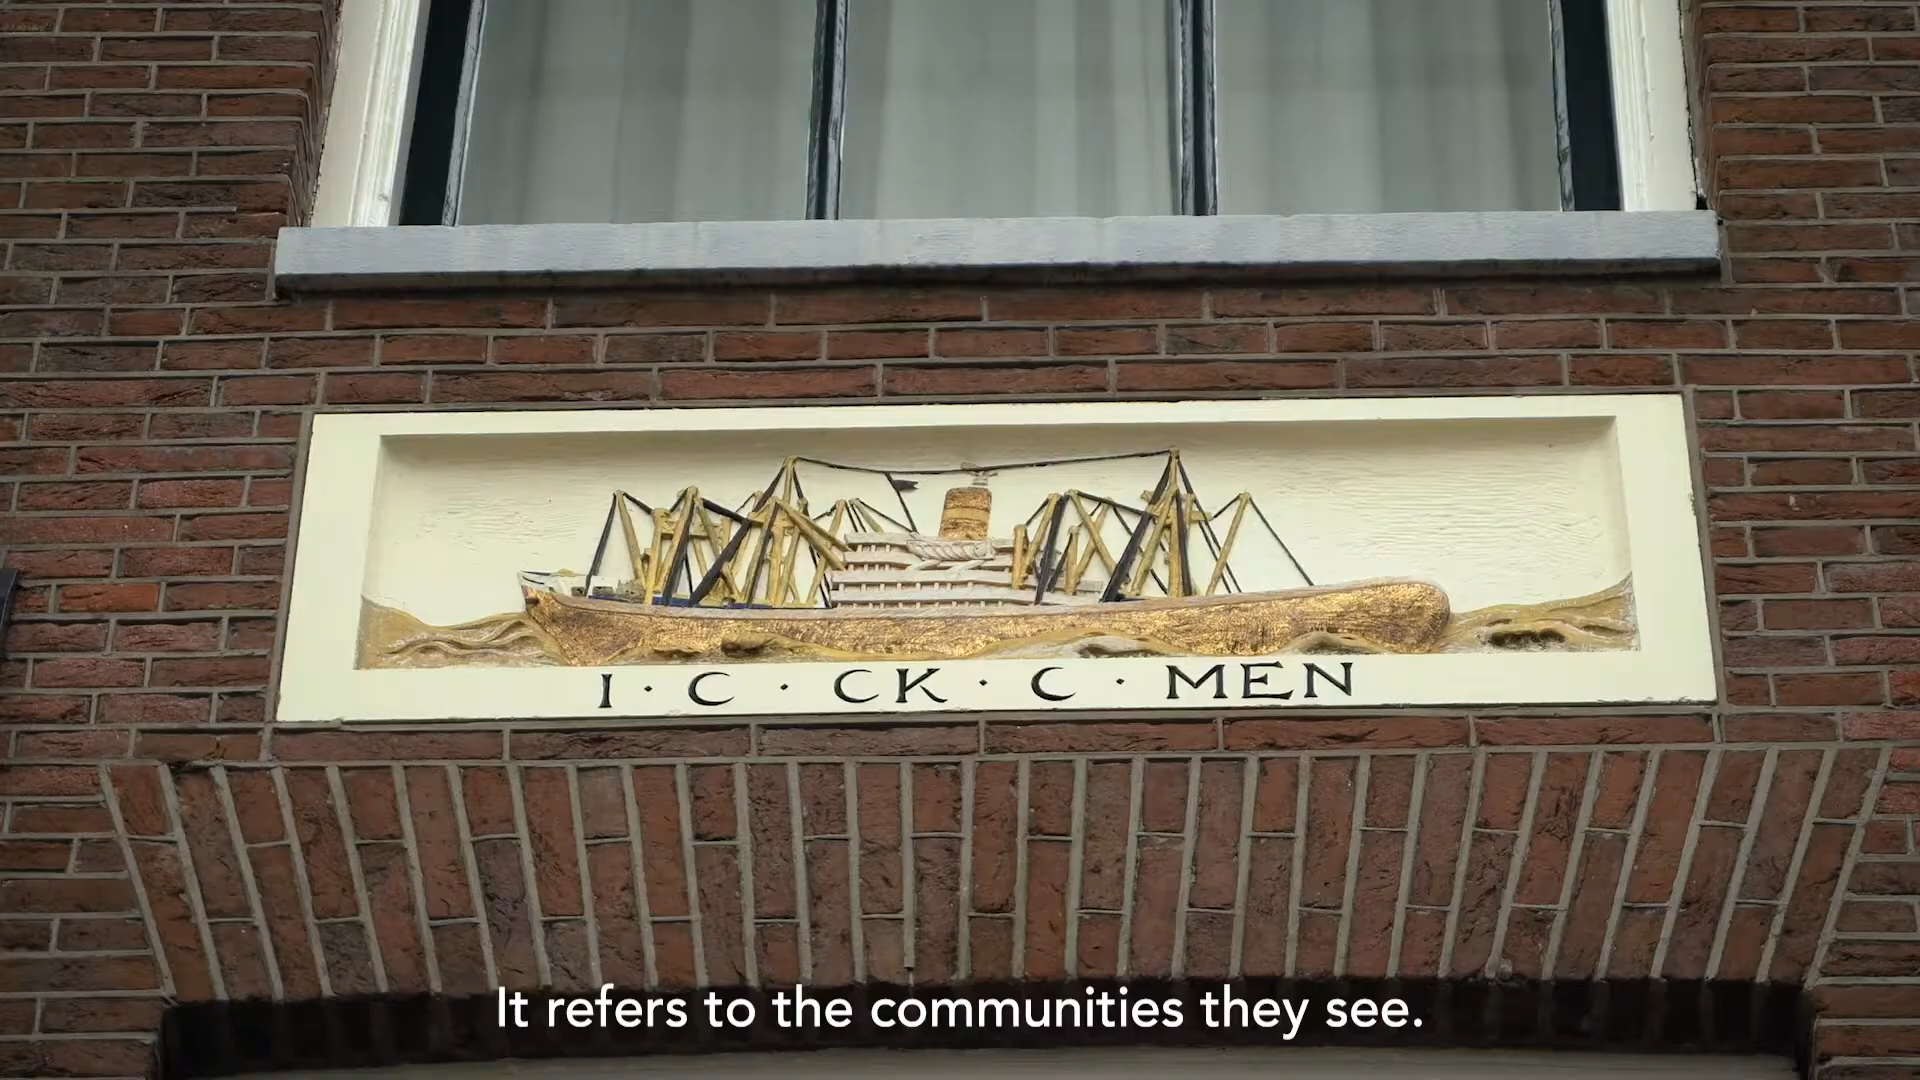 I · C · CK · C · MEN
It refers to the communities they see.